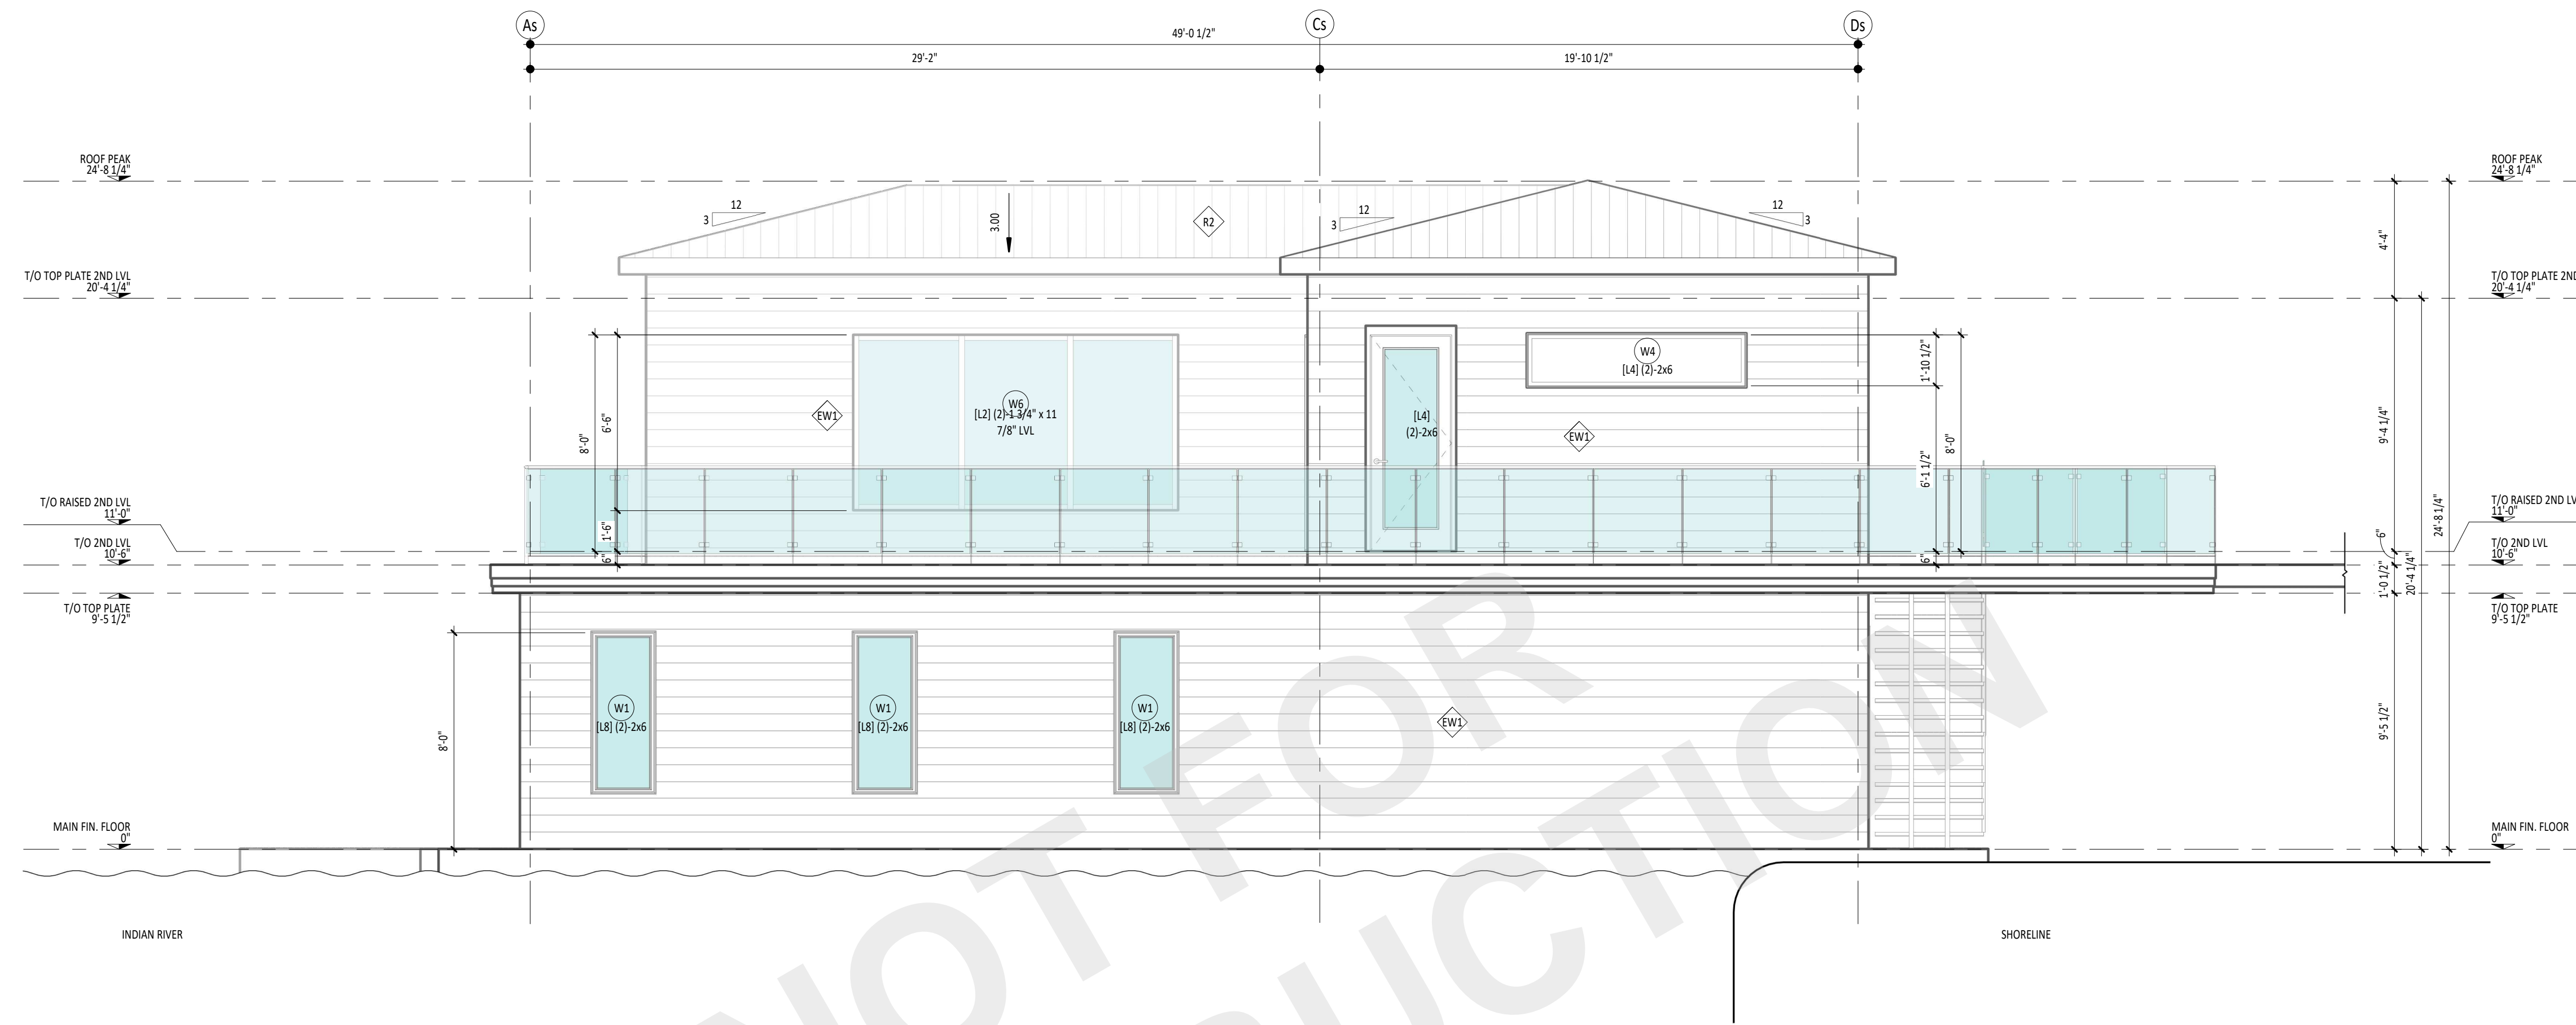 As
Cs
Ds
49'-0 1/2"
29'-2"
19'-10 1/2"
ROOF PEAK
24'-8 1/4"
ROOF PEAK
24'-8 1/4"
12
3
3.00
R2
12
3
12
3
4'-4"
T/O TOP PLATE 2ND LVL
20'-4 1/4"
T/O TOP PLATE 2ND
20'-4 1/4"
8'-0"
6'-6"
EW1
W6
[L2] (2)-1 3/4" x 11
7/8" LVL
[L4]
(2)-2x6
W4
[L4] (2)-2x6
EW1
1'-10 1/2"
6'-1 1/2"
8'-0"
9'-4 1/4"
24'-8 1/4"
T/O RAISED 2ND LVL
11'-0"
T/O RAISED 2ND LV
11'-0"
1'-6"
6"
6"
6"
T/O 2ND LVL
10'-6"
T/O 2ND LVL
10'-6"
1'-0 1/2"
20'-4 1/4"
T/O TOP PLATE
9'-5 1/2"
T/O TOP PLATE
9'-5 1/2"
8'-0"
W1
[L8] (2)-2x6
W1
[L8] (2)-2x6
W1
[L8] (2)-2x6
EW1
9'-5 1/2"
MAIN FIN. FLOOR
0"
MAIN FIN. FLOOR
0"
INDIAN RIVER
SHORELINE
NOT FOR
UCTION